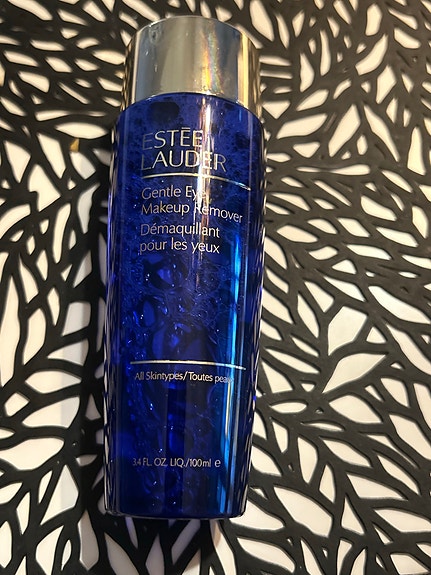 ESTĒE
LAUDER
Gentle Eye
Makeup Remover
Démaquillant
pour les yeux
All Skintypes/Toutes peaux
3.4 FL. OZ. LIQ./100ml ℮